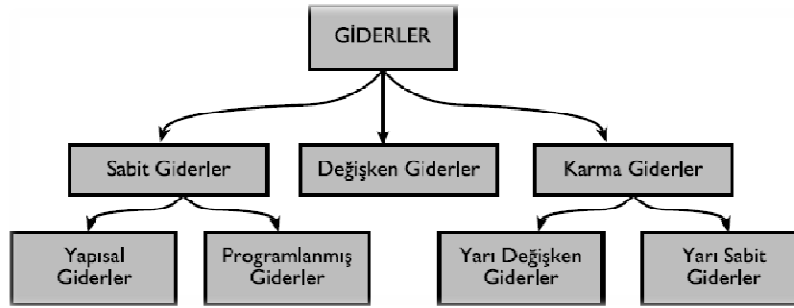 GİDERLER
Sabit Giderler
Değişken Giderler
Karma Giderler
Yapısal
Giderler
Programlanmış
Giderler
Yarı Değişken
Giderler
Yarı Sabit
Giderler